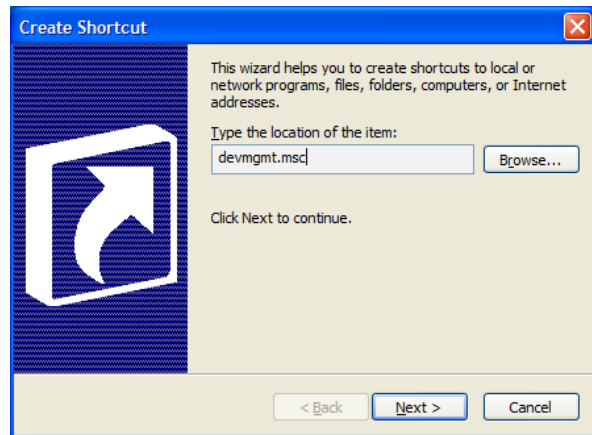 Create Shortcut
This wizard helps you to create shortcuts to local or
network programs, files, folders, computers, or Internet
addresses.
Type the location of the item:
devmgmt.msc
Browse...
Click Next to continue.
< Back
Next >
Cancel